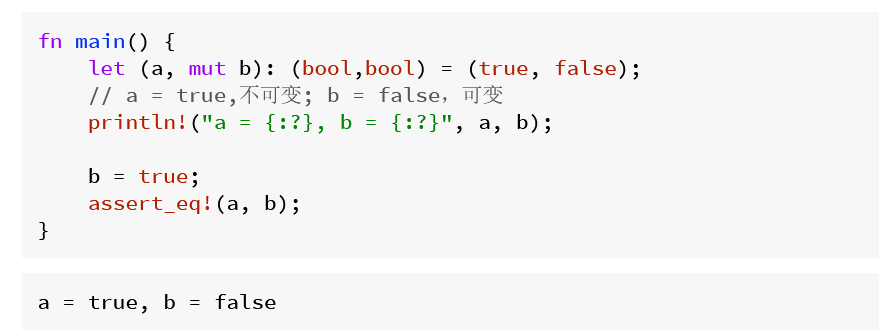 fn main() {
    let (a, mut b): (bool,bool) = (true, false);
    // a = true,不可变; b = false，可变
    println!("a = {:?}, b = {:?}", a, b);

    b = true;
    assert_eq!(a, b);
}
a = true, b = false